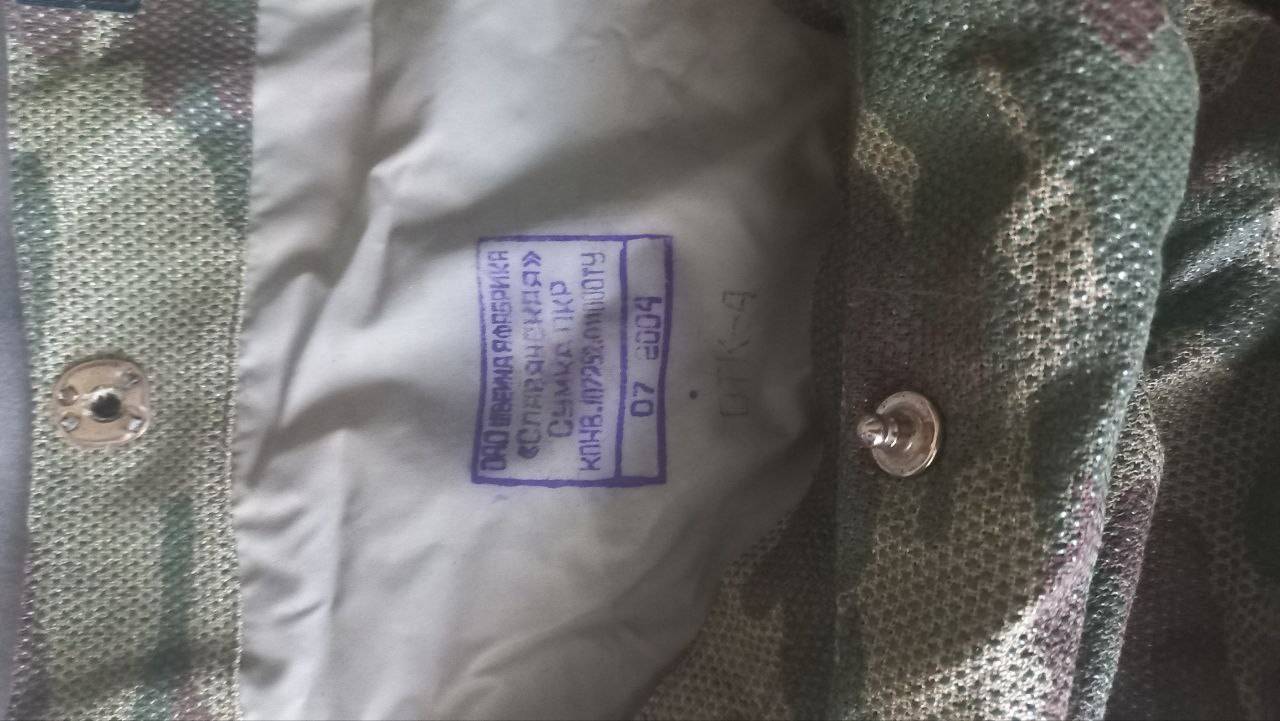 ОАО ШВЕЙНАЯ ФАБРИКА
«СЛАВЯНСКАЯ»
СУМКА ПКР
07 2004
ОТК-4